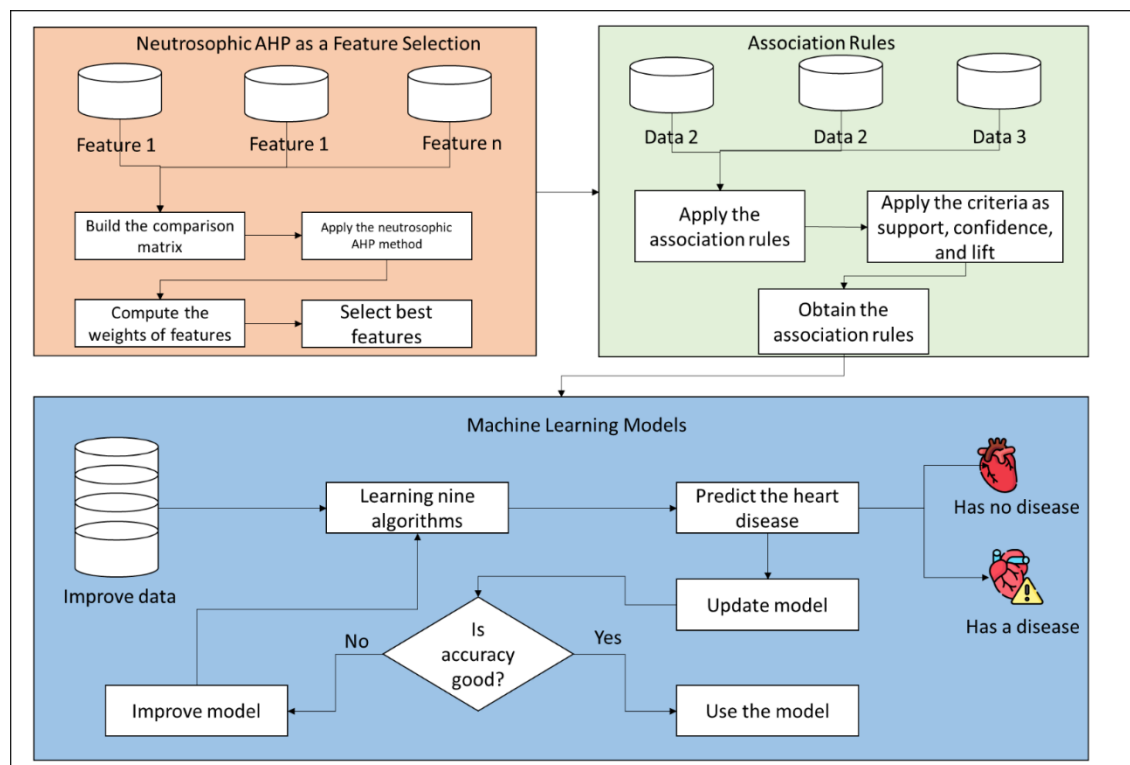 Neutrosophic AHP as a Feature Selection
Feature 1
Feature 1
Feature n
Build the comparison
matrix
Apply the neutrosophic
AHP method
Compute the
weights of features
Select best
features
Association Rules
Data 2
Data 2
Data 3
Apply the
association rules
Apply the criteria as
support, confidence,
and lift
Obtain the
association rules
Machine Learning Models
Improve data
Learning nine
algorithms
Predict the heart
disease
Has no disease
Has a disease
Update model
Is
accuracy
good?
No
Yes
Improve model
Use the model